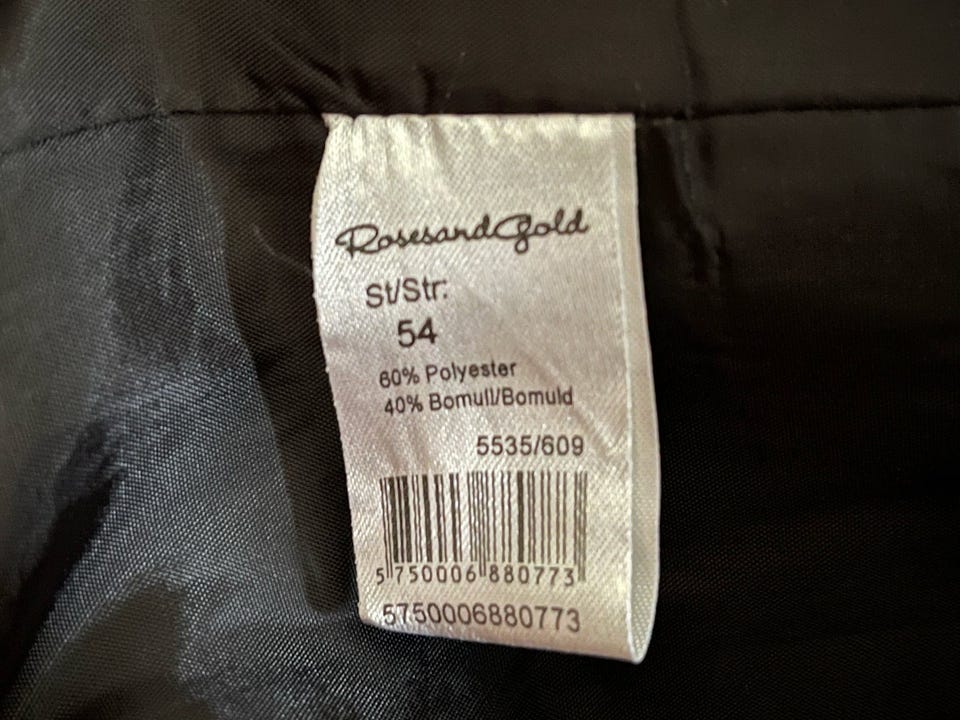 RosesandGold
St/Str:
54
60% Polyester
40% Bomull/Bomuld
5535/609
5 750006 880773
5750006880773